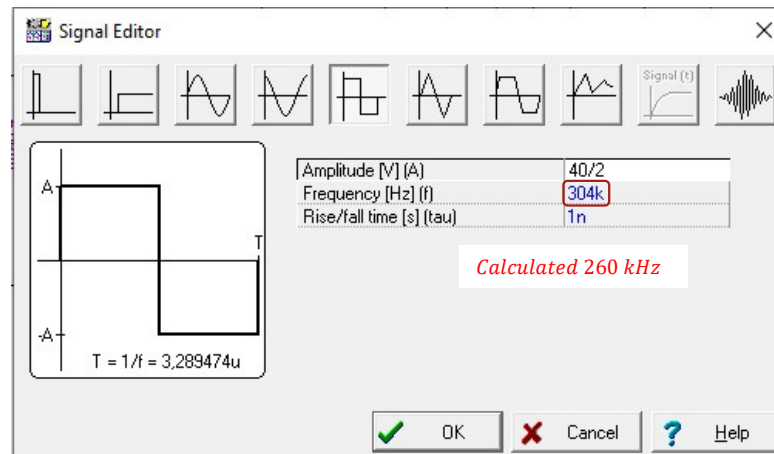 Signal Editor
Signal (t)
A
T
-A
T = 1/f = 3,289474u
Amplitude [V] (A) 40/2
Frequency [Hz] (f) 304k
Rise/fall time [s] (tau) 1n
Calculated 260 kHz
OK Cancel ? Help